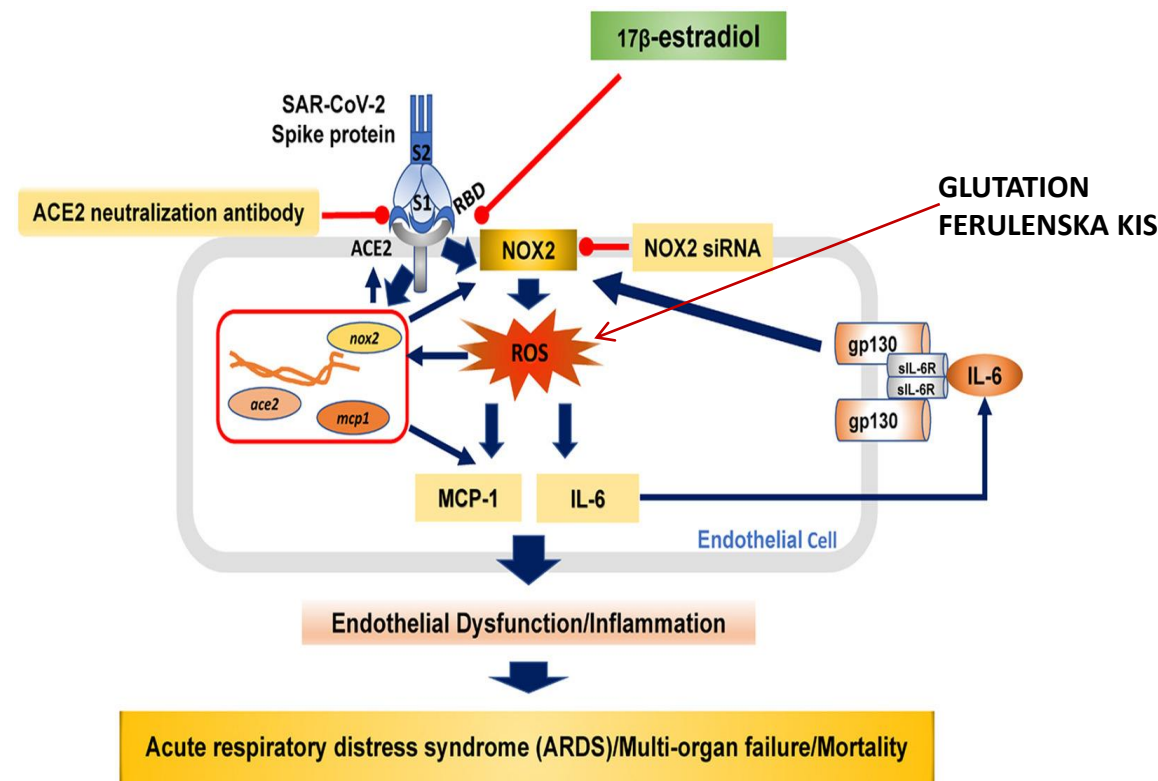 17β-estradiol
SAR-CoV-2
Spike protein
S2
S1
RBD
GLUTATION
FERULENSKA KIS
ACE2 neutralization antibody
ACE2
NOX2
NOX2 siRNA
nox2
ROS
gp130
sIL-6R
sIL-6R
IL-6
gp130
ace2
mcp1
MCP-1
IL-6
Endothelial Cell
Endothelial Dysfunction/Inflammation
Acute respiratory distress syndrome (ARDS)/Multi-organ failure/Mortality